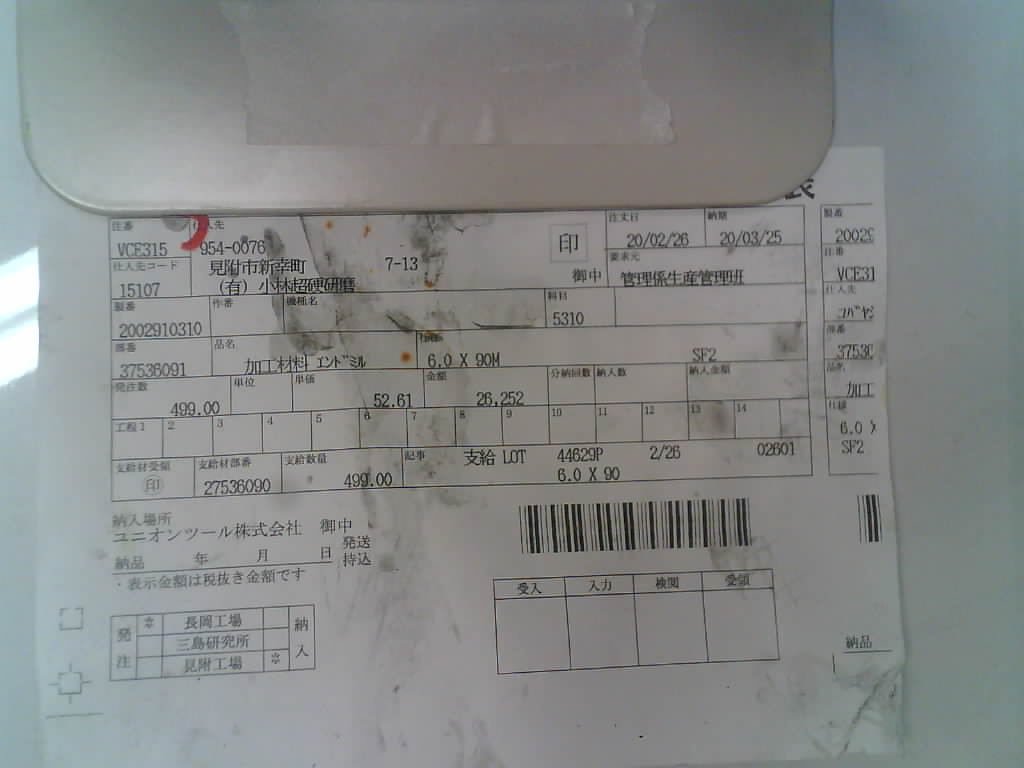 注番 仕入先 注文日 納期 製番
VCE315 954-0076 印 20/02/26 20/03/25 2002
仕入先コード 見附市新幸町 7-13 御中 要求元 注番
15107 (有) 小林超硬研磨 管理係生産管理班 VCE31
製番 作番 機種名 科目 仕入先
2002910310 5310 コバヤシ
部番 品名 部番
37536091 加工材料 エンドミル 6.0 X 90M SF2 3753
発注数 単位 単価 金額 分納回数 納入数 納入金額 品名
499.00 52.61 26,252 加工
工程1 2 3 4 5 6 7 8 9 10 11 12 13 14 仕様
6.0 X
SF2
支給材受領 支給材部番 支給数量 記事 支給 LOT 44629P 2/26 02601
印 27536090 499.00 6.0 X 90
納入場所
ユニオンツール株式会社 御中
納品 年 月 日 発送
持込
・表示金額は税抜き金額です
受入 入力 検閲 受領
発注 ※ 長岡工場 納入
三島研究所
見附工場 ※
納品